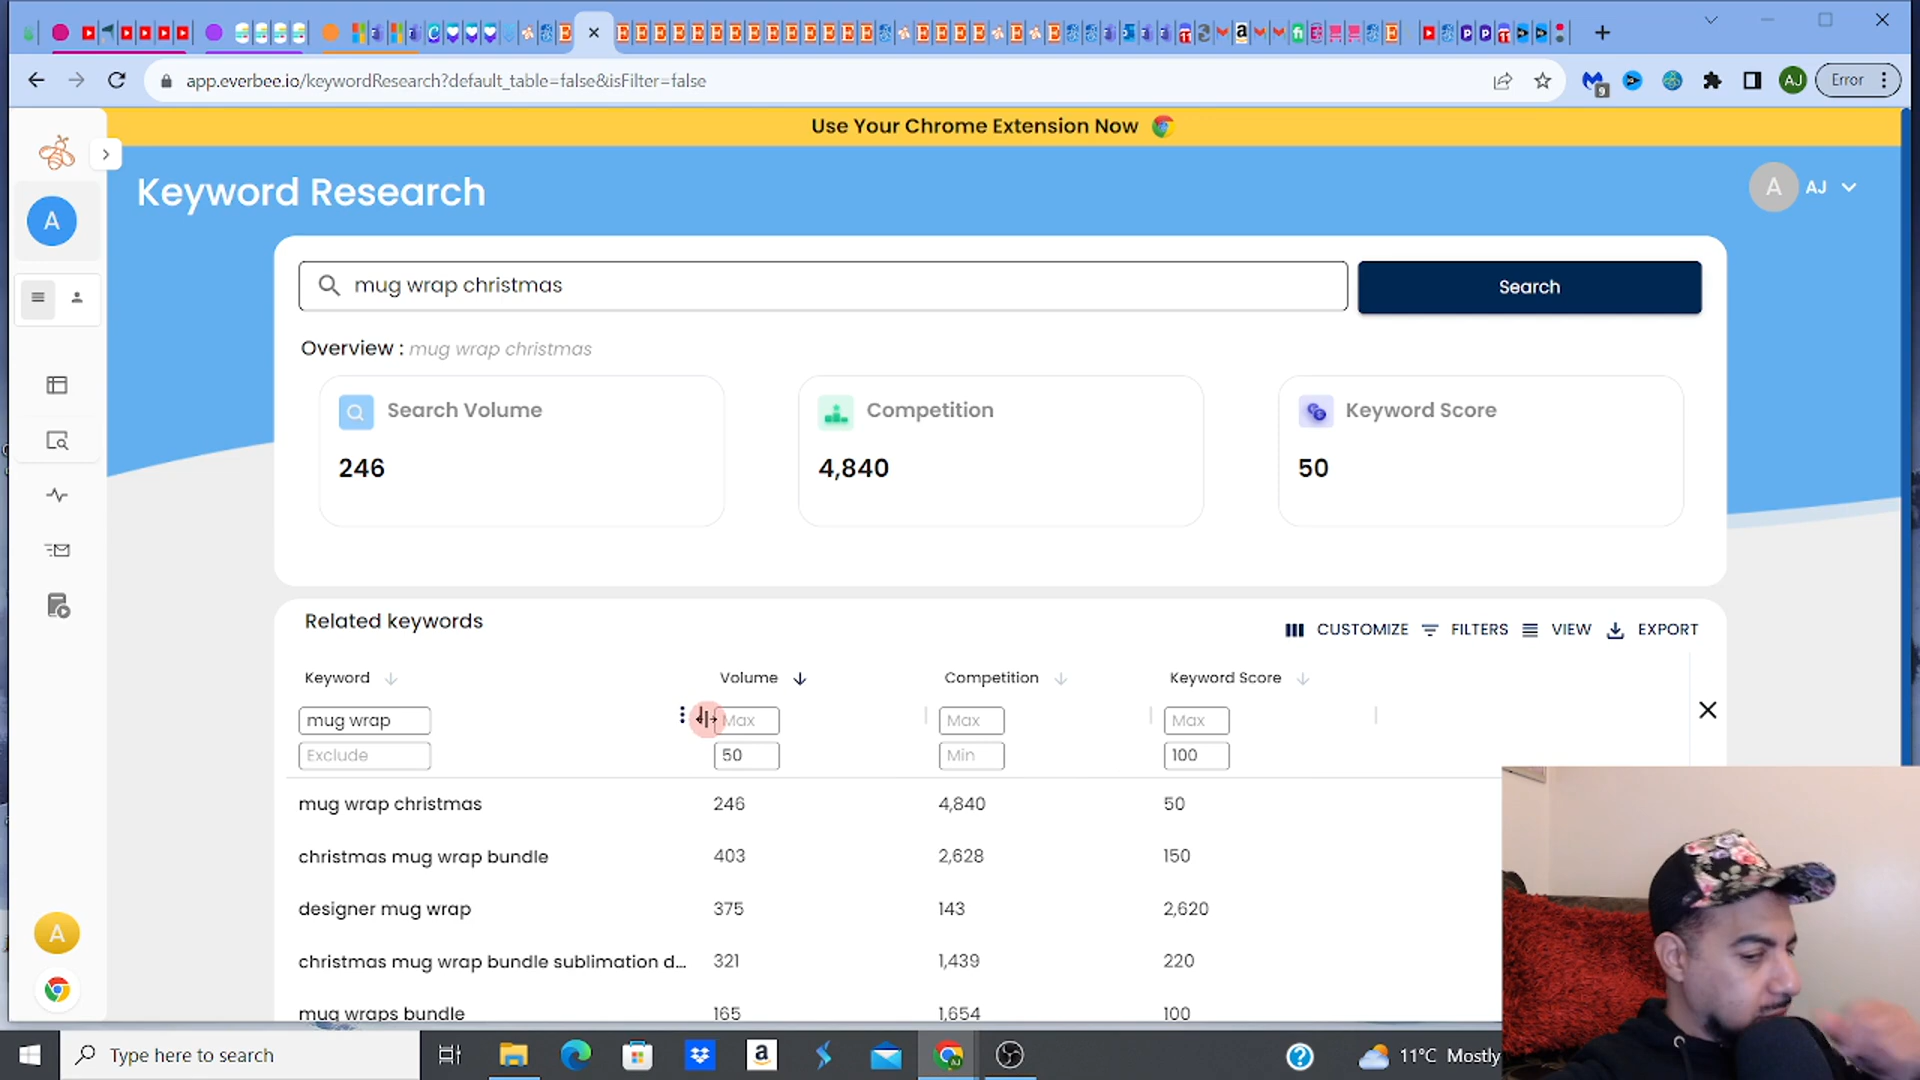 app.everbee.io/keywordResearch?default_table=false&isFilter=false
9
AJ
Error
Use Your Chrome Extension Now
Keyword Research
A
AJ
A
mug wrap christmas
Search
Overview : mug wrap christmas
Search Volume
Competition
Keyword Score
246
4,840
50
Related keywords
CUSTOMIZE
FILTERS
VIEW
EXPORT
Keyword
Volume
Competition
Keyword Score
mug wrap
Max
Max
Max
Exclude
50
Min
100
mug wrap christmas
246
4,840
50
christmas mug wrap bundle
403
2,628
150
designer mug wrap
375
143
2,620
christmas mug wrap bundle sublimation d...
321
1,439
220
mug wraps bundle
165
1,654
100
A
Type here to search
11°C Mostly